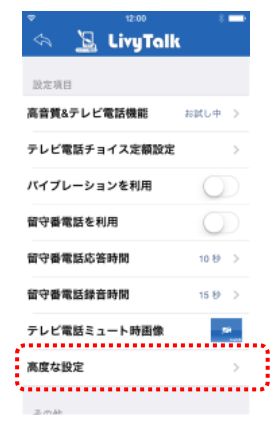 12:00
LivyTalk
設定項目
高音質&テレビ電話機能 お試し中
テレビ電話チョイス定額設定
バイブレーションを利用
留守番電話を利用
留守番電話応答時間 10 秒
留守番電話録音時間 15 秒
テレビ電話ミュート時画像
高度な設定
その他